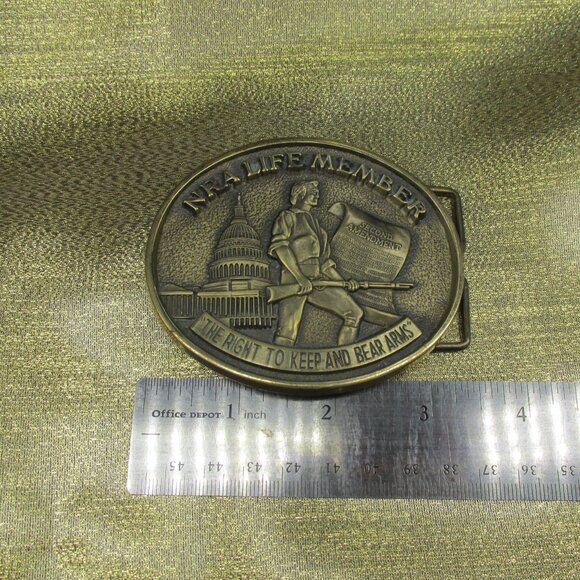 NRA LIFE MEMBER
SECOND
AMENDMENT
"THE RIGHT TO KEEP AND BEAR ARMS"
Office DEPOT 1 inch 2 3 4
45 44 43 42 41 40 39 38 37 36 35